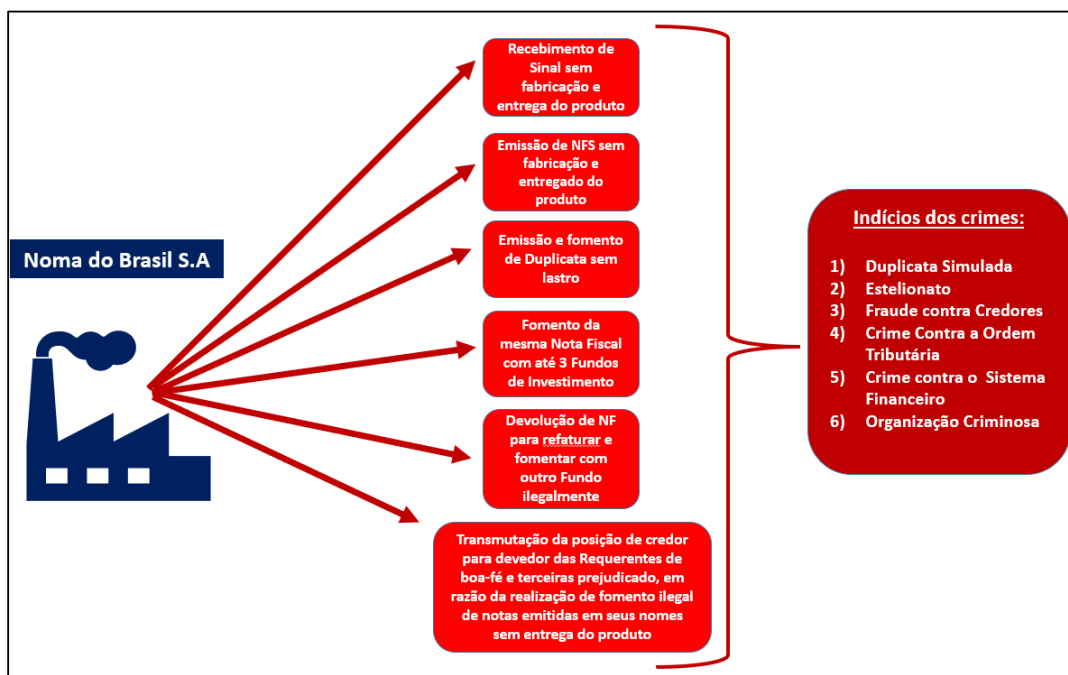 Noma do Brasil S.A
Recebimento de
Sinal sem
fabricação e
entrega do produto
Emissão de NFS sem
fabricação e
entregado do
produto
Emissão e fomento
de Duplicata sem
lastro
Fomento da
mesma Nota Fiscal
com até 3 Fundos
de Investimento
Devolução de NF
para refaturar e
fomentar com
outro Fundo
ilegalmente
Transmutação da posição de credor
para devedor das Requerentes de
boa-fé e terceiras prejudicado, em
razão da realização de fomento ilegal
de notas emitidas em seus nomes
sem entrega do produto
Indícios dos crimes:
1) Duplicata Simulada
2) Estelionato
3) Fraude contra Credores
4) Crime Contra a Ordem
Tributária
5) Crime contra o Sistema
Financeiro
6) Organização Criminosa